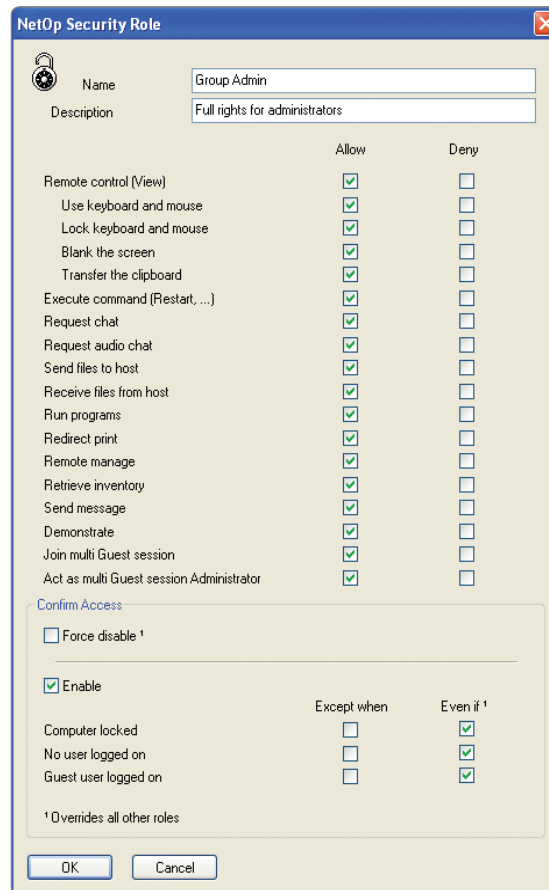 NetOp Security Role
Name Group Admin
Description Full rights for administrators
Allow Deny
Remote control (View)
Use keyboard and mouse
Lock keyboard and mouse
Blank the screen
Transfer the clipboard
Execute command (Restart, ...)
Request chat
Request audio chat
Send files to host
Receive files from host
Run programs
Redirect print
Remote manage
Retrieve inventory
Send message
Demonstrate
Join multi Guest session
Act as multi Guest session Administrator
Confirm Access
Force disable ¹
Enable
Except when Even if ¹
Computer locked
No user logged on
Guest user logged on
¹ Overrides all other roles
OK Cancel